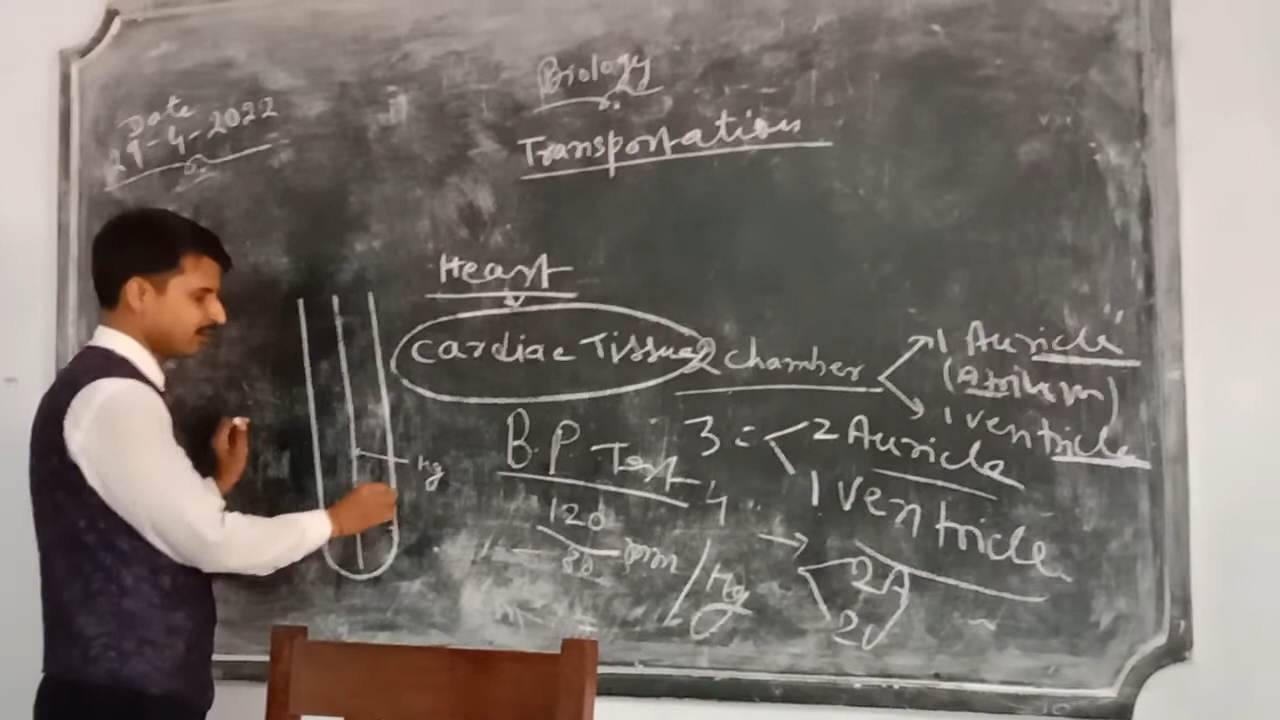 Biology
Date
29-4-2022
Transportation
Heart
Cardiac Tissue
2 chamber
1 Auricle
(Atrium)
1 ventricle
B.P. Test
3 = 2 Auricle
1 ventricle
Hg
4
120
80 mm/Hg
2A
2V